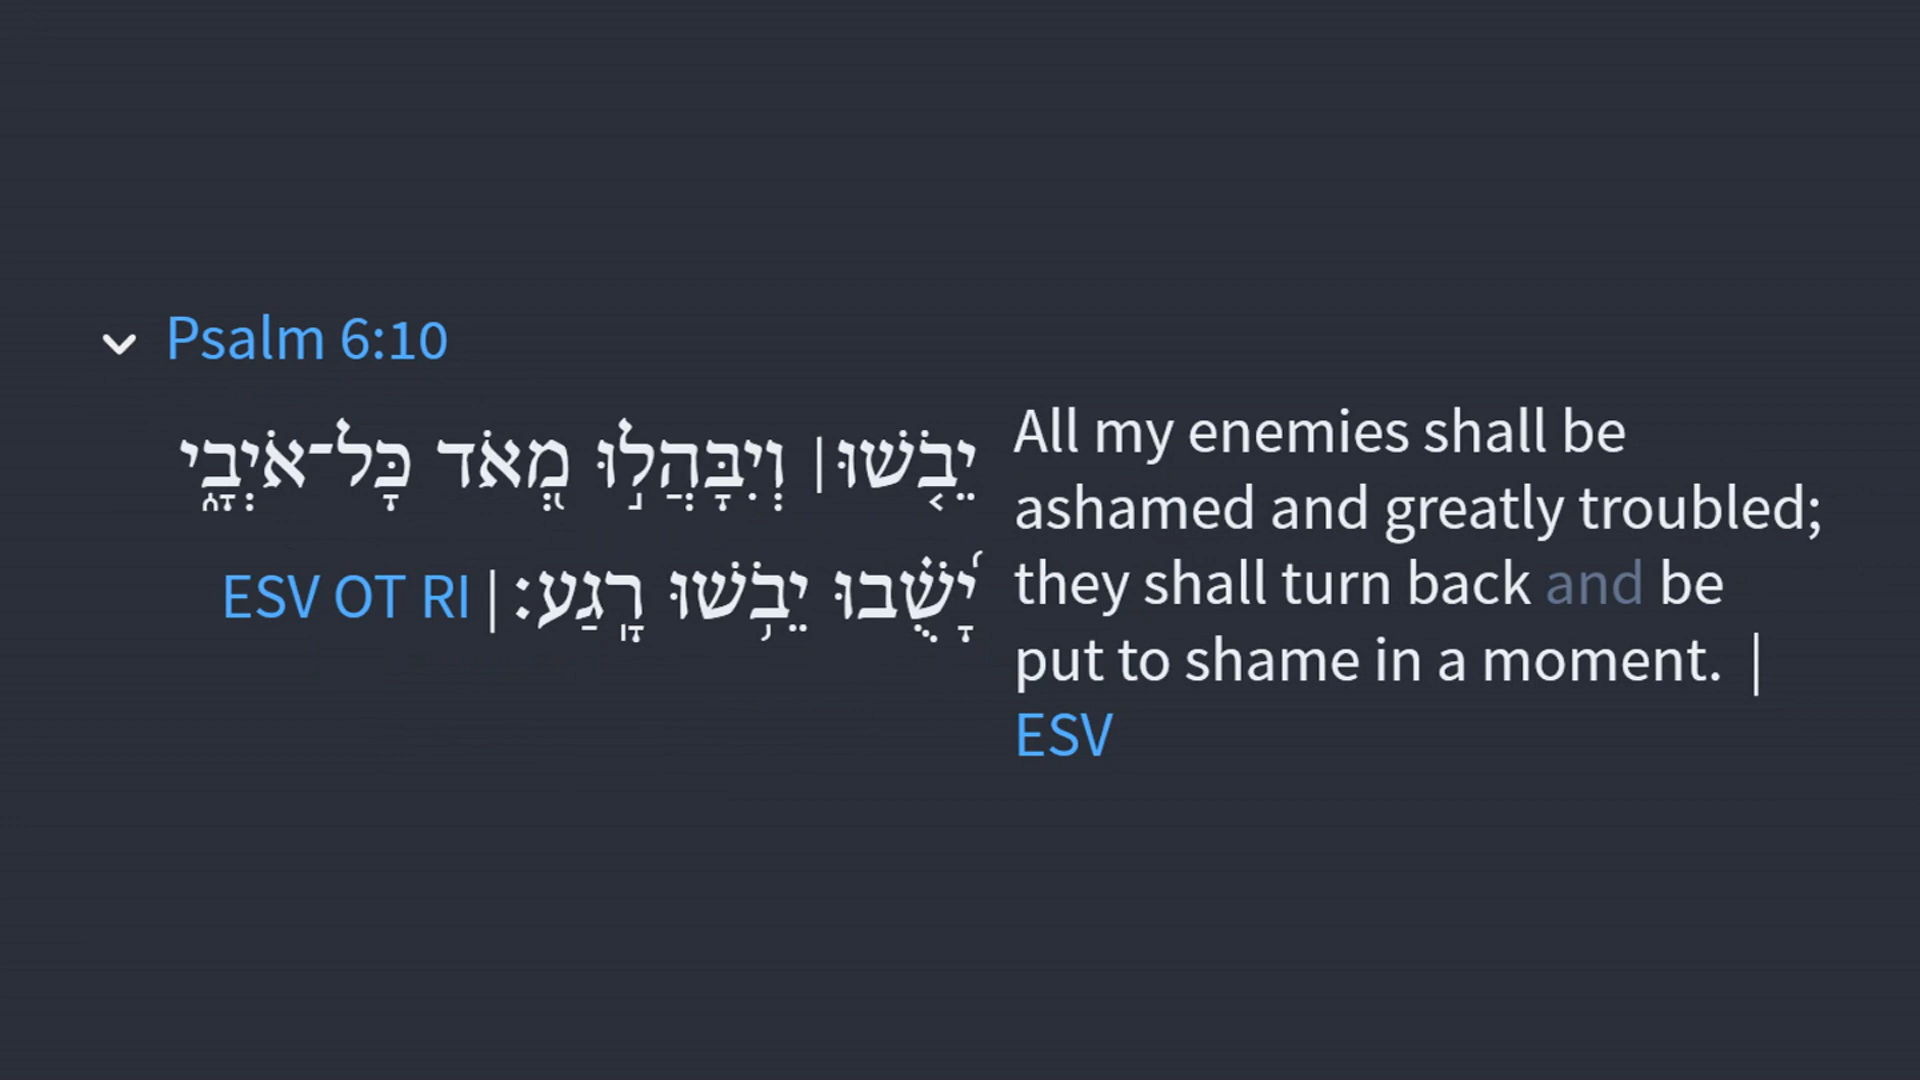 Psalm 6:10
יֵבֹ֤שׁוּ׀ וְיִבָּהֲל֣וּ מְ֭אֹד כָּל־אֹיְבָ֑י
יָ֝שֻׁ֗בוּ יֵבֹ֥שׁוּ רָֽגַע׃ | ESV OT RI
All my enemies shall be
ashamed and greatly troubled;
they shall turn back and be
put to shame in a moment. |
ESV